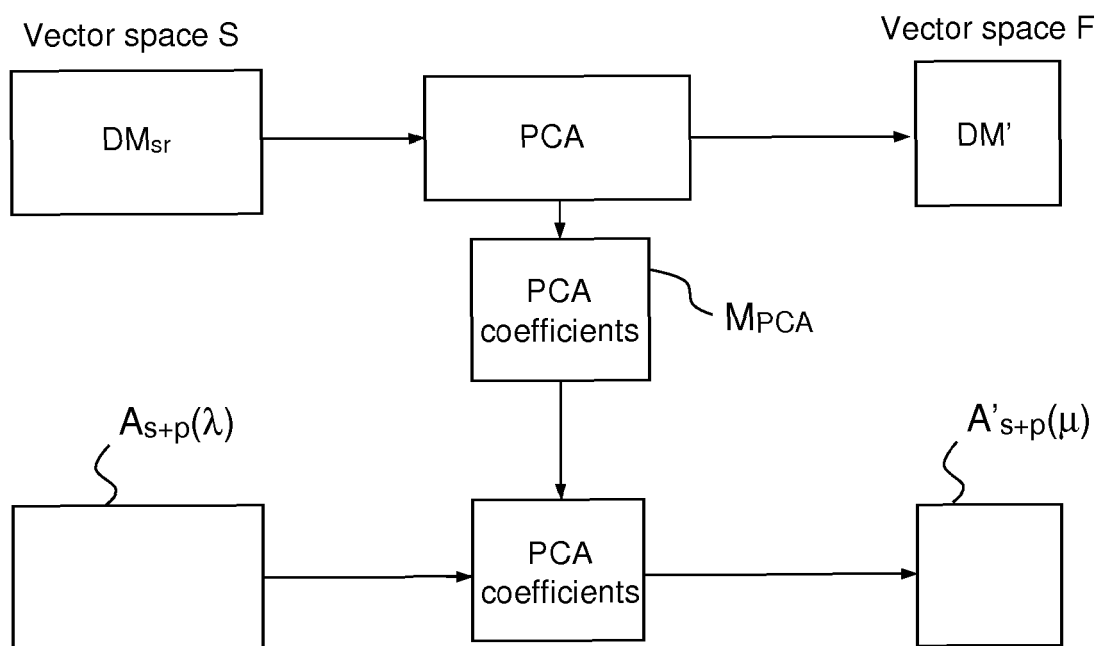 Vector space S
Vector space F
DMsr
PCA
DM'
PCA
coefficients
MPCA
As+p(λ)
A’s+p(μ)
PCA
coefficients